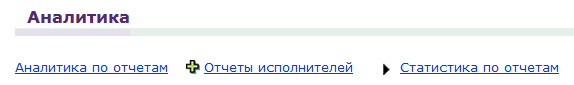 Аналитика
Аналитика по отчетам Отчеты исполнителей Статистика по отчетам